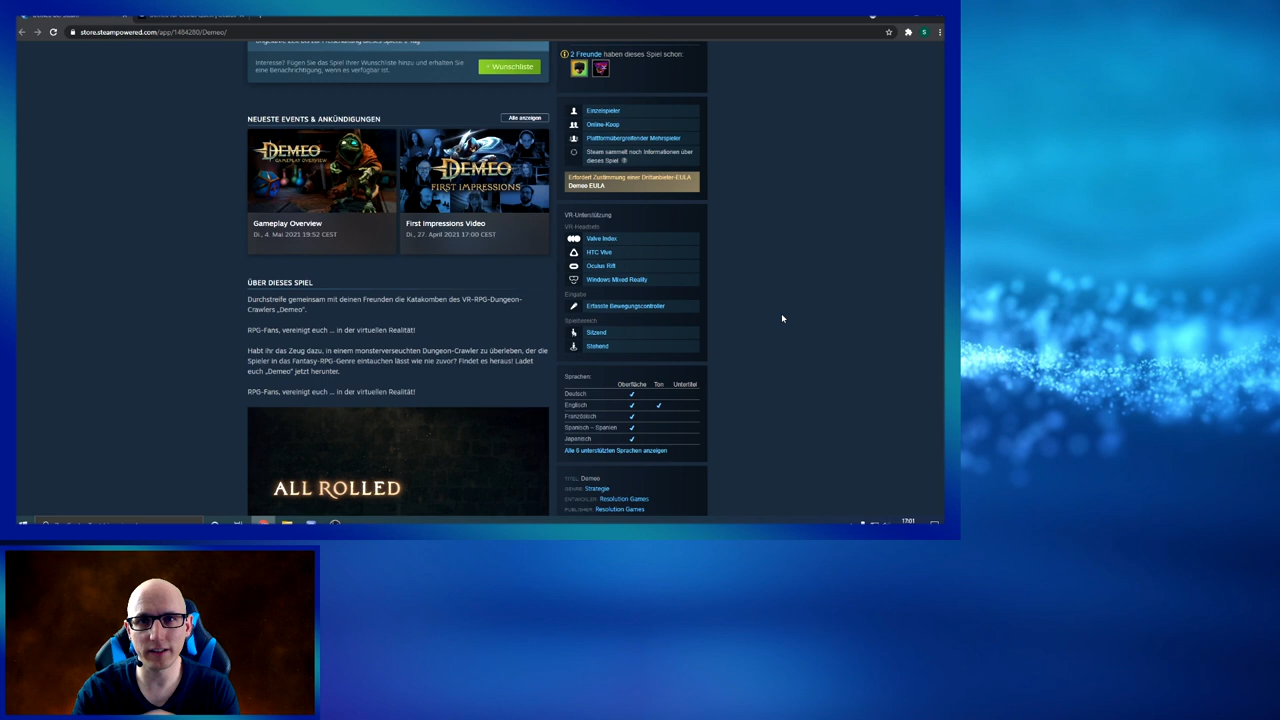 store.steampowered.com/app/1484280/Demeo/
S
Interesse? Fügen Sie das Spiel Ihrer Wunschliste hinzu und erhalten Sie
eine Benachrichtigung, wenn es verfügbar ist.
+ Wunschliste
2 Freunde haben dieses Spiel schon:
NEUESTE EVENTS & ANKÜNDIGUNGEN
Alle anzeigen
DEMEO
GAMEPLAY OVERVIEW
DEMEO
FIRST IMPRESSIONS
Gameplay Overview
Di., 4. Mai 2021 19:52 CEST
First Impressions Video
Di., 27. April 2021 17:00 CEST
ÜBER DIESES SPIEL
Durchstreife gemeinsam mit deinen Freunden die Katakomben des VR-RPG-Dungeon-
Crawlers „Demeo“.
RPG-Fans, vereinigt euch ... in der virtuellen Realität!
Habt ihr das Zeug dazu, in einem monsterverseuchten Dungeon-Crawler zu überleben, der die
Spieler in das Fantasy-RPG-Genre eintauchen lässt wie nie zuvor? Findet es heraus! Ladet
euch „Demeo“ jetzt herunter.
RPG-Fans, vereinigt euch ... in der virtuellen Realität!
ALL ROLLED
Einzelspieler
Online-Koop
Plattformübergreifender Mehrspieler
Steam sammelt noch Informationen über
dieses Spiel ?
Erfordert Zustimmung einer Drittanbieter-EULA
Demeo EULA
VR-Unterstützung
VR-Headsets
Valve Index
HTC Vive
Oculus Rift
Windows Mixed Reality
Eingabe
Erfasste Bewegungscontroller
Spielbereich
Sitzend
Stehend
Sprachen:
Oberfläche Ton Untertitel
Deutsch ✔
Englisch ✔ ✔
Französisch ✔
Spanisch – Spanien ✔
Japanisch ✔
Alle 6 unterstützten Sprachen anzeigen
TITEL: Demeo
GENRE: Strategie
ENTWICKLER: Resolution Games
PUBLISHER: Resolution Games
17:01